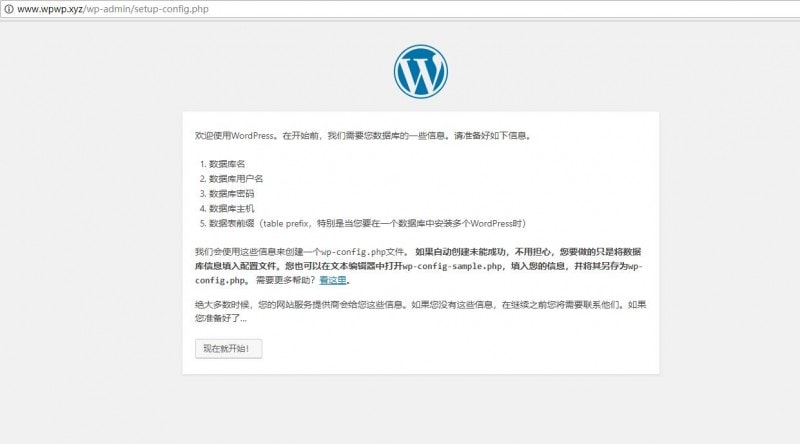 www.wpwp.xyz/wp-admin/setup-config.php
欢迎使用WordPress。在开始前，我们需要您数据库的一些信息。请准备好如下信息。
1. 数据库名
2. 数据库用户名
3. 数据库密码
4. 数据库主机
5. 数据表前缀（table prefix，特别是当您要在一个数据库中安装多个WordPress时）
我们会使用这些信息来创建一个wp-config.php文件。 如果自动创建未能成功，不用担心，您要做的只是将数
据库信息填入配置文件。您也可以在文本编辑器中打开wp-config-sample.php，填入您的信息，并将其另存为wp-
config.php。 需要更多帮助？看这里。
绝大多数时候，您的网站服务提供商会给您这些信息。如果您没有这些信息，在继续之前您将需要联系他们。如果
您准备好了…
现在就开始！